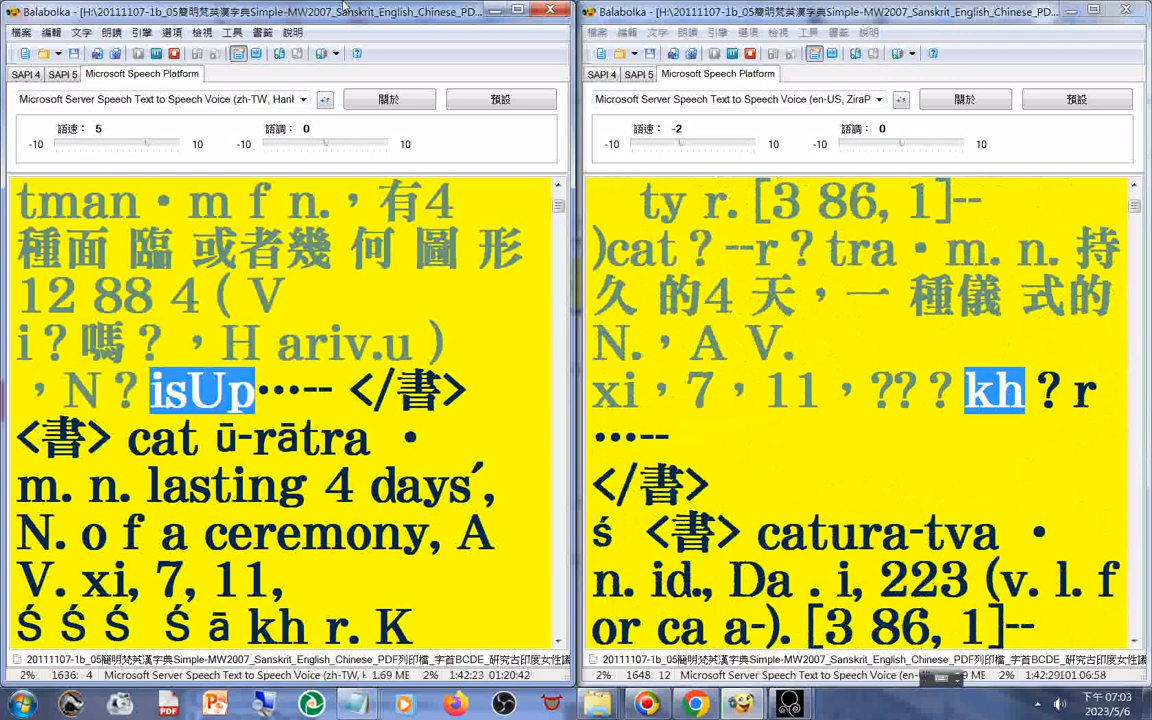 Balabolka - [H:\20111107-1b_05簡明梵英漢字典Simple-MW2007_Sanskrit_English_Chinese_PD...
檔案 編輯 文字 朗讀 引擎 選項 檢視 工具 書籤 說明
SAPI 4 SAPI 5 Microsoft Speech Platform
Microsoft Server Speech Text to Speech Voice (zh-TW, Hanl 關於 預設
語速： 5 語調： 0
-10 10 -10 10
tman·m f n.，有4
種面 臨 或者幾 何 圖 形
12 88 4 ( V
i？嗎？，H ariv.u )
，N？isUp…-- </書>
<書> cat ū-rātra ·
m. n. lasting 4 days′,
N. o f a ceremony, A
V. xi, 7, 11,
Ś Ś Ś Ś ā kh r. K
20111107-1b_05簡明梵英漢字典Simple-MW2007_Sanskrit_English_Chinese_PDF列印檔_字首BCDE_研究古印度女性議
2% 1636: 4 Microsoft Server Speech Text to Speech Voice (zh-TW, H 2% 1.69 ME 1:42:23 01:20:42
Balabolka - [H:\20111107-1b_05簡明梵英漢字典Simple-MW2007_Sanskrit_English_Chinese_PD...
檔案 編輯 文字 朗讀 引擎 選項 檢視 工具 書籤 說明
SAPI 4 SAPI 5 Microsoft Speech Platform
Microsoft Server Speech Text to Speech Voice (en-US, ZiraP 關於 預設
語速： -2 語調： 0
-10 10 -10 10
ty r. [3 86, 1]--
)cat？--r？tra·m. n. 持
久 的4 天，一 種儀 式的
N.，A V.
xi，7，11，??？kh？r
…--
</書>
ś <書> catura-tva ·
n. id., Da . i, 223 (v. l. f
or ca a-). [3 86, 1]--
20111107-1b_05簡明梵英漢字典Simple-MW2007_Sanskrit_English_Chinese_PDF列印檔_字首BCDE_研究古印度女性議
2% 1648: 12 Microsoft Server Speech Text to Speech Voice 2% 1.69 ME 1:42:29 01:06:58
下午 07:03
2023/5/6